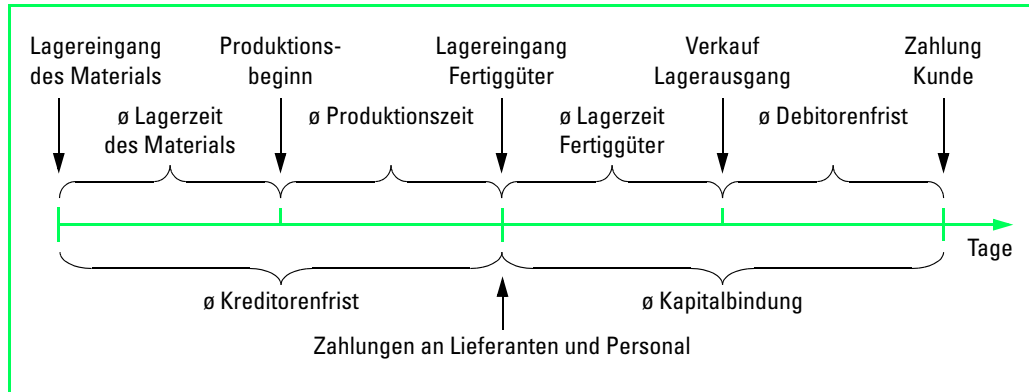 Lagereingang
des Materials
Produktions-
beginn
Lagereingang
Fertiggüter
Verkauf
Lagerausgang
Zahlung
Kunde
ø Lagerzeit
des Materials
ø Produktionszeit
ø Lagerzeit
Fertiggüter
ø Debitorenfrist
Tage
ø Kreditorenfrist
ø Kapitalbindung
Zahlungen an Lieferanten und Personal